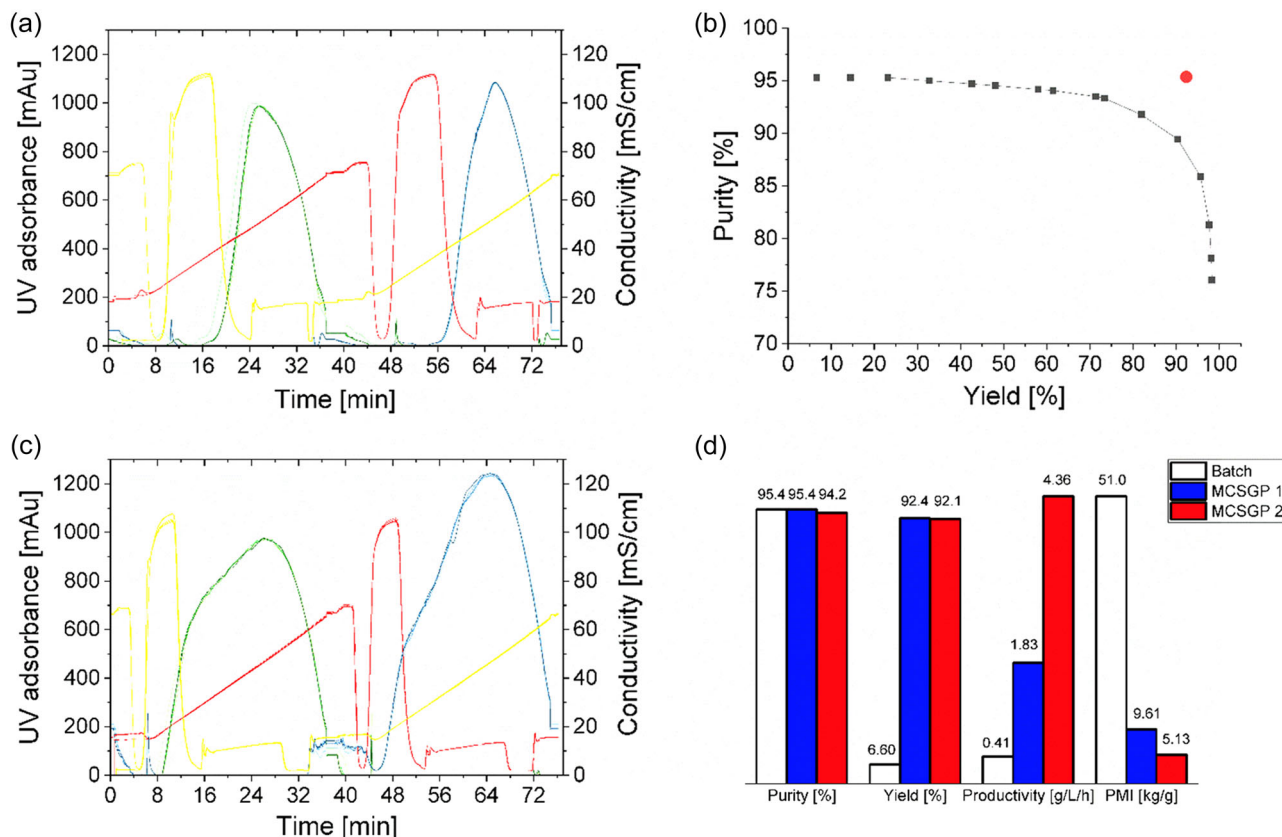 (a)
1200
1000
800
600
400
200
0
UV adsorbance [mAu]
120
100
80
60
40
20
0
Conductivity [mS/cm]
0 8 16 24 32 40 48 56 64 72
Time [min]
(b)
100
95
90
85
80
75
70
Purity [%]
0 10 20 30 40 50 60 70 80 90 100
Yield [%]
(c)
1200
1000
800
600
400
200
0
UV adsorbance [mAu]
120
100
80
60
40
20
0
Conductivity [mS/cm]
0 8 16 24 32 40 48 56 64 72
Time [min]
(d)
Batch
MCSGP 1
MCSGP 2
95.4 95.4 94.2
6.60 92.4 92.1
0.41 1.83 4.36
51.0 9.61 5.13
Purity [%] Yield [%] Productivity [g/L/h] PMI [kg/g]